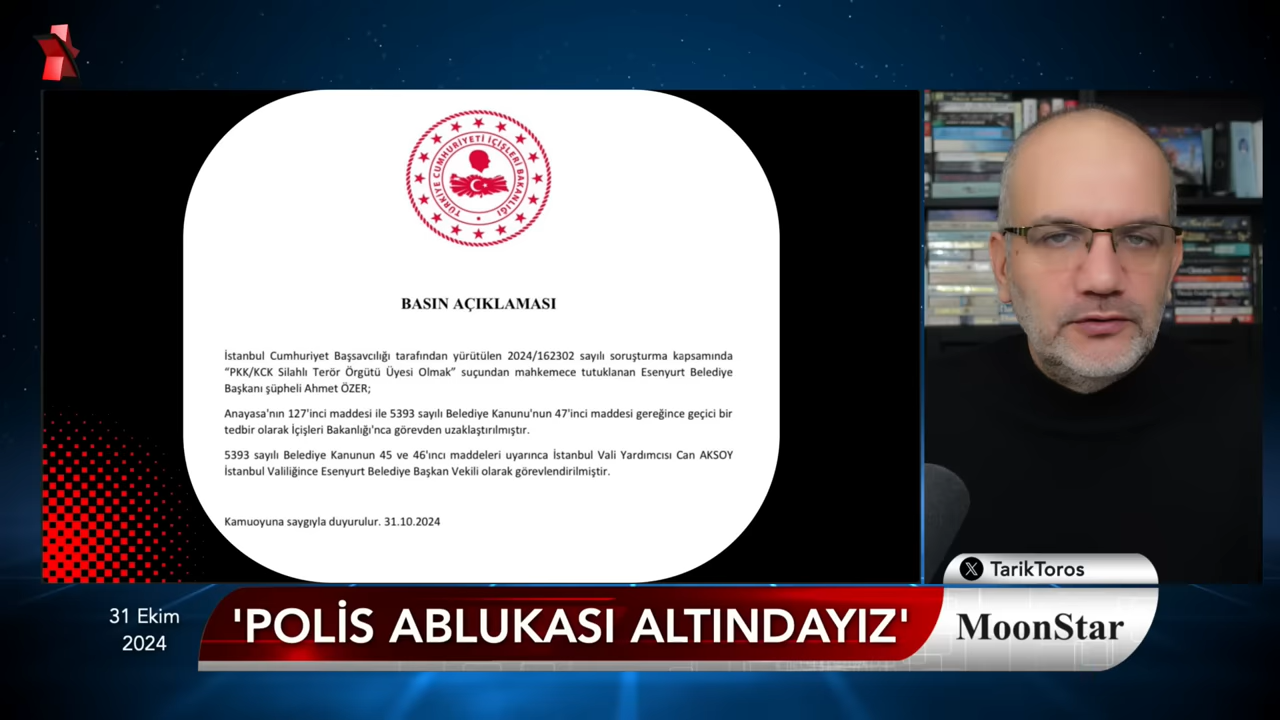 TÜRKİYE CUMHURİYETİ İÇİŞLERİ BAKANLIĞI
BASIN AÇIKLAMASI
İstanbul Cumhuriyet Başsavcılığı tarafından yürütülen 2024/162302 sayılı soruşturma kapsamında
“PKK/KCK Silahlı Terör Örgütü Üyesi Olmak” suçundan mahkemece tutuklanan Esenyurt Belediye
Başkanı şüpheli Ahmet ÖZER;
Anayasa'nın 127'inci maddesi ile 5393 sayılı Belediye Kanunu'nun 47'inci maddesi gereğince geçici bir
tedbir olarak İçişleri Bakanlığı'nca görevden uzaklaştırılmıştır.
5393 sayılı Belediye Kanunun 45 ve 46'ıncı maddeleri uyarınca İstanbul Vali Yardımcısı Can AKSOY
İstanbul Valiliğince Esenyurt Belediye Başkan Vekili olarak görevlendirilmiştir.
Kamuoyuna saygıyla duyurulur. 31.10.2024
TarikToros
MoonStar
31 Ekim
2024
'POLİS ABLUKASI ALTINDAYIZ'